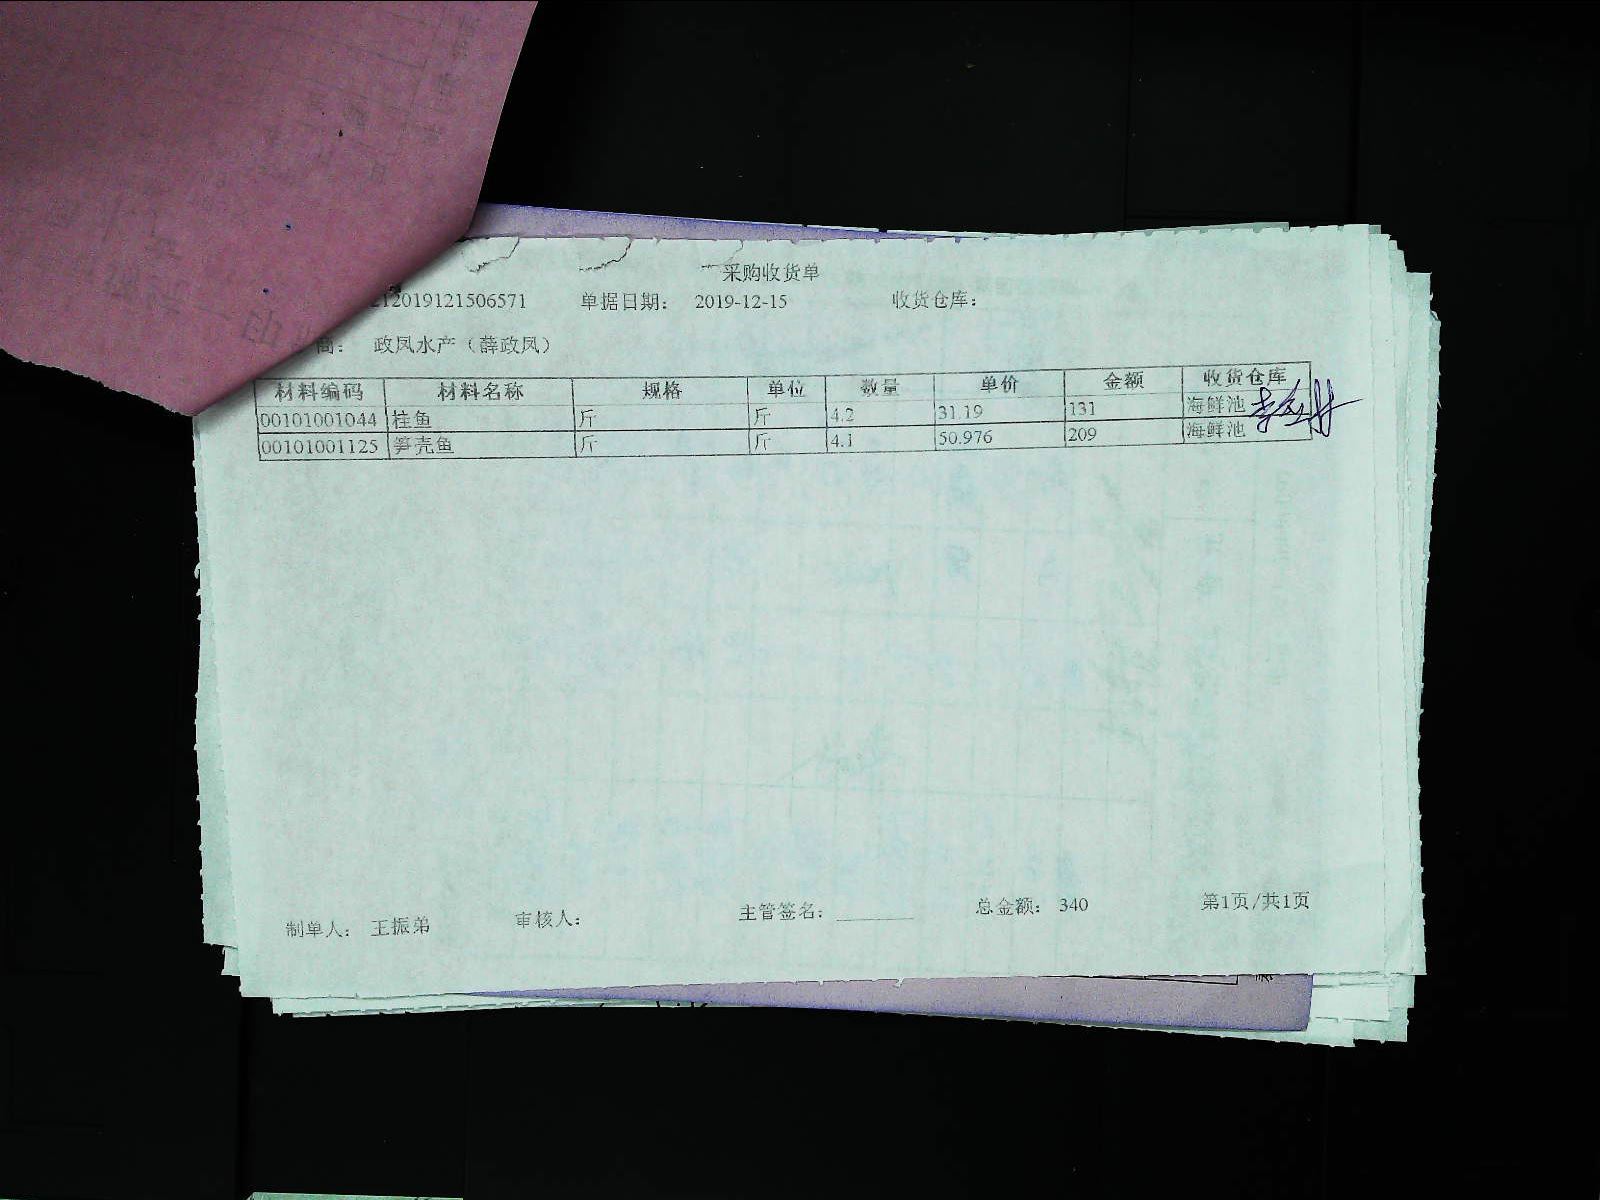 采购收货单
12019121506571 单据日期: 2019-12-15 收货仓库:
商: 政凤水产（薛政凤）
材料编码 材料名称 规格 单位 数量 单价 金额 收货仓库
00101001044 桂鱼 斤 斤 4.2 31.19 131 海鲜池
00101001125 笋壳鱼 斤 斤 4.1 50.976 209 海鲜池
制单人: 王振弟 审核人: 主管签名: 总金额: 340 第1页/共1页